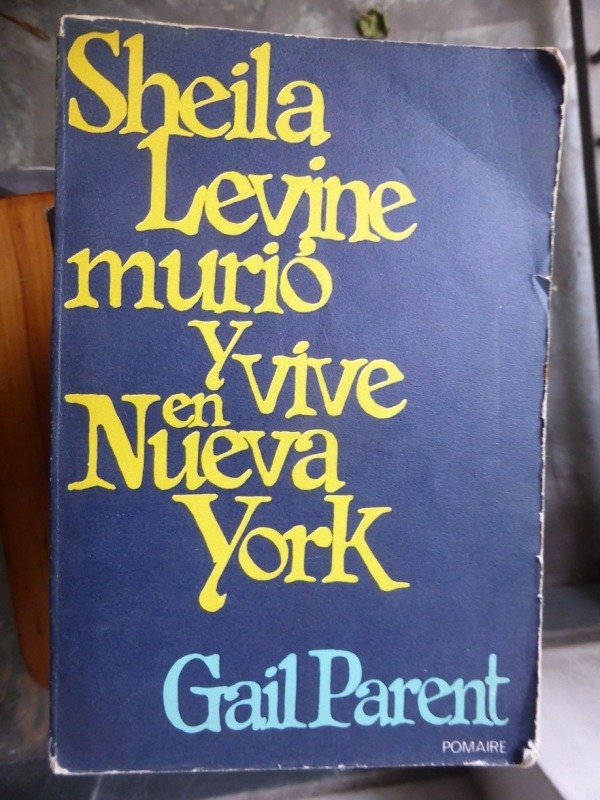 Sheila
Levine
murió
y vive
en
Nueva
York
Gail Parent
POMAIRE